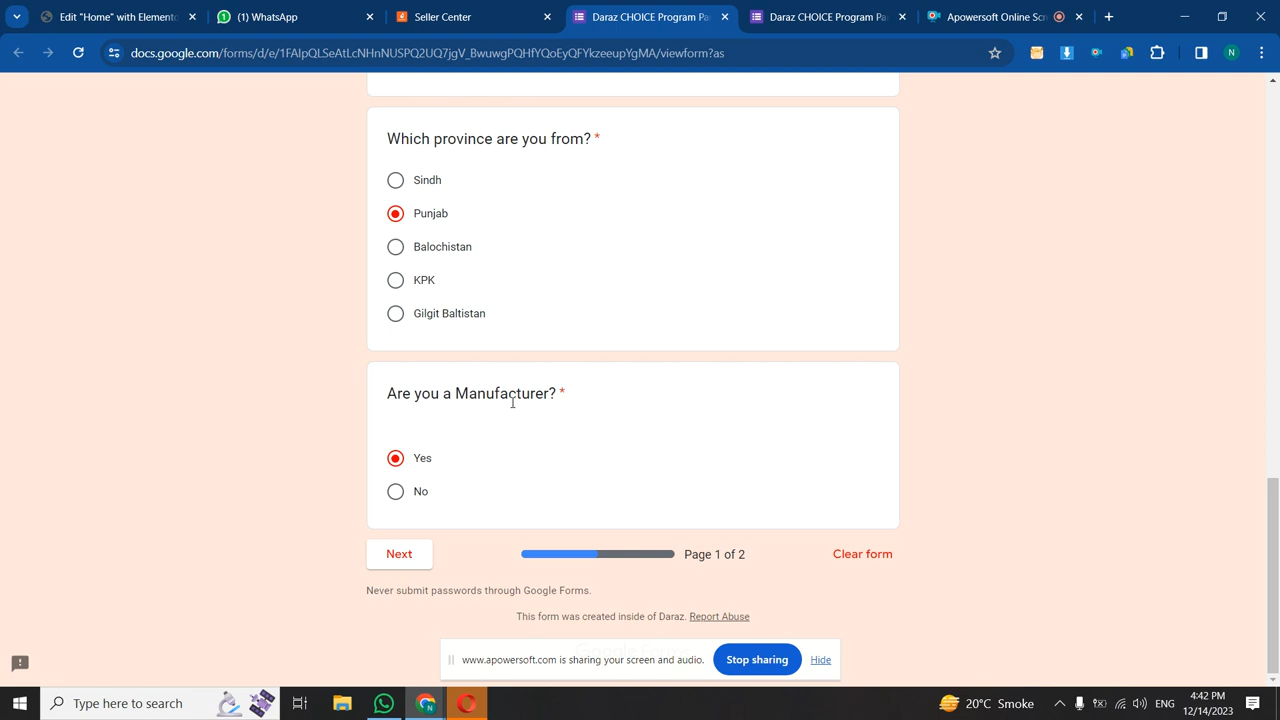 Edit "Home" with Elemento
(1) WhatsApp
Seller Center
Daraz CHOICE Program Pa
Daraz CHOICE Program Pa
Apowersoft Online Scr
docs.google.com/forms/d/e/1FAIpQLSeAtLcNHnNUSPQ2UQ7jgV_BwuwgPQHfYQoEyQFYkzeeupYgMA/viewform?as
N
Which province are you from? *
Sindh
Punjab
Balochistan
KPK
Gilgit Baltistan
Are you a Manufacturer? *
Yes
No
Next
Page 1 of 2
Clear form
Never submit passwords through Google Forms.
This form was created inside of Daraz. Report Abuse
www.apowersoft.com is sharing your screen and audio.
Stop sharing
Hide
Type here to search
20°C Smoke
4:42 PM
12/14/2023